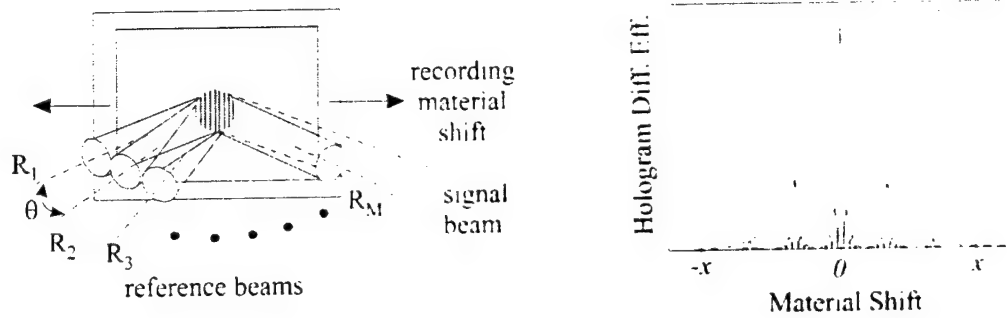 recording
material
shift
R1
θ
R2
R3
RM
signal
beam
reference beams
Hologram Diff. Eff.
-x 0 x
Material Shift